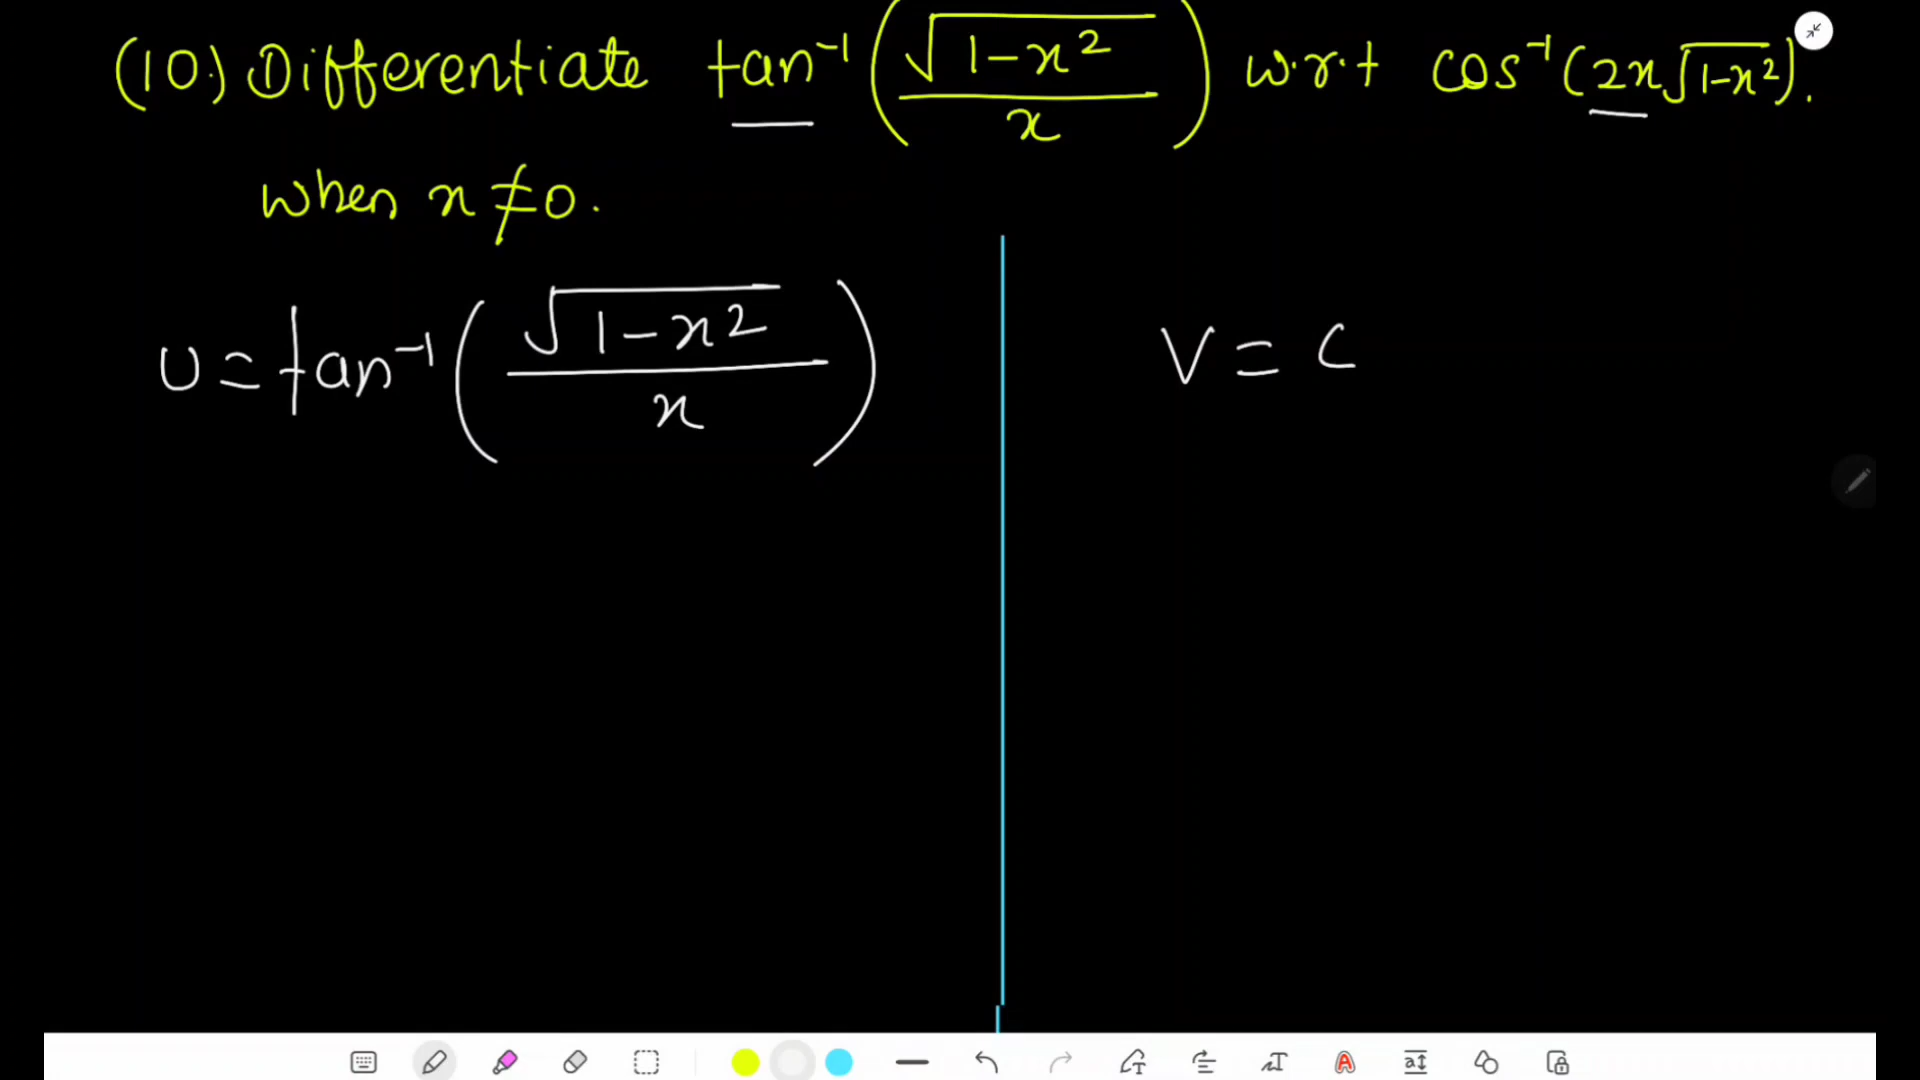 (10.) Differentiate tan⁻¹(√(1-x²)/x) w.r.t cos⁻¹(2x√(1-x²)).
when x≠0.
U = tan⁻¹(√(1-x²)/x)
V = C